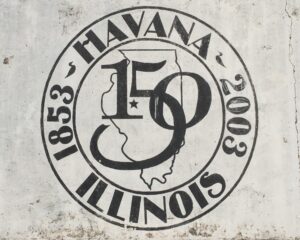 HAVANA
1853 - 2003
150
ILLINOIS